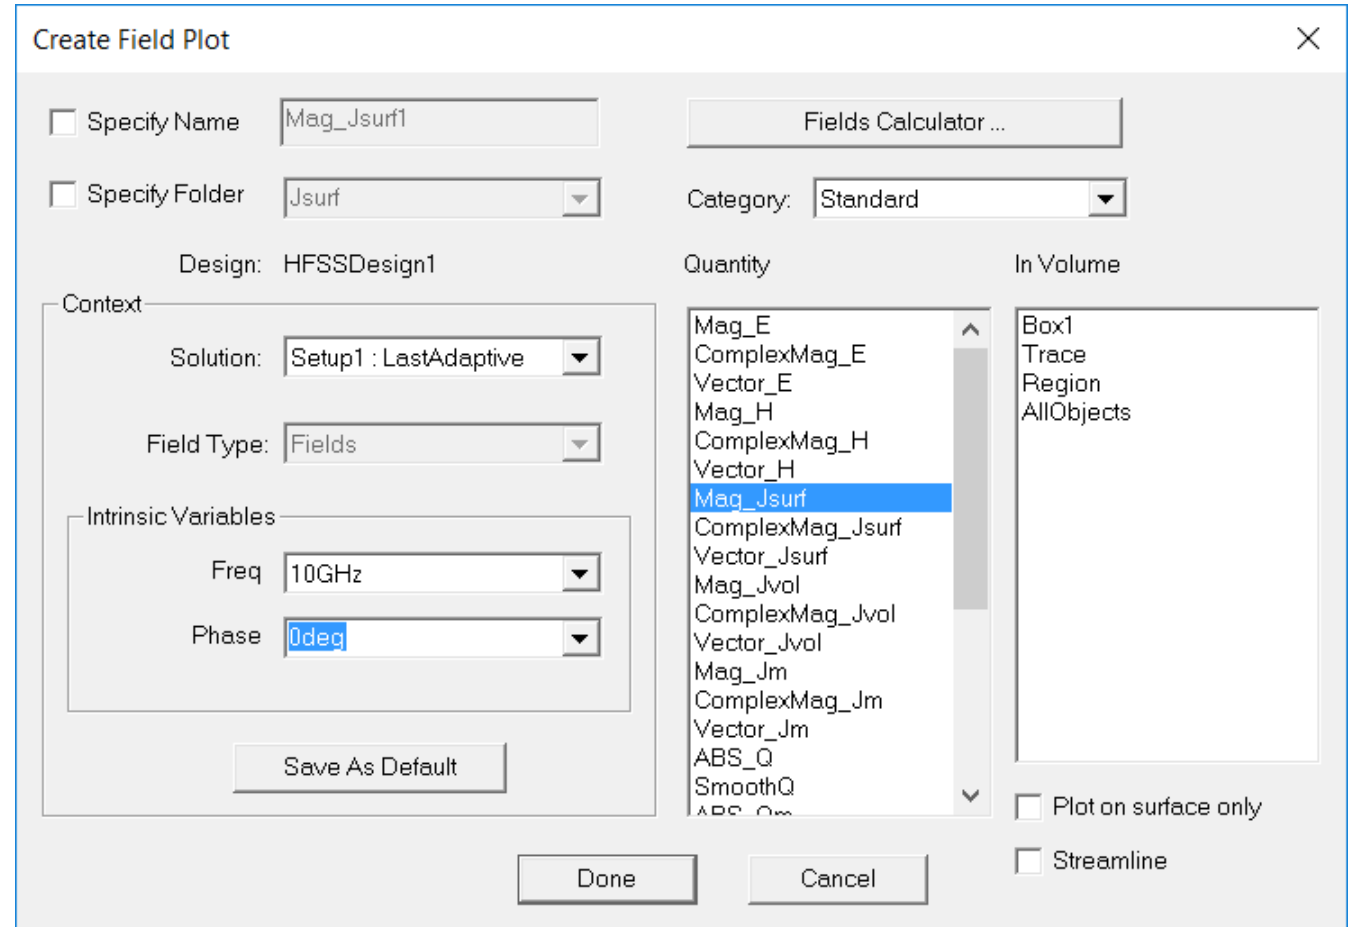 Create Field Plot
Specify Name
Mag_Jsurf1
Fields Calculator ...
Specify Folder
Jsurf
Category:
Standard
Design:
HFSSDesign1
Quantity
In Volume
Context
Solution:
Setup1 : LastAdaptive
Field Type:
Fields
Intrinsic Variables
Freq
10GHz
Phase
0deg
Save As Default
Mag_E
ComplexMag_E
Vector_E
Mag_H
ComplexMag_H
Vector_H
Mag_Jsurf
ComplexMag_Jsurf
Vector_Jsurf
Mag_Jvol
ComplexMag_Jvol
Vector_Jvol
Mag_Jm
ComplexMag_Jm
Vector_Jm
ABS_Q
SmoothQ
ABS_Qm
Box1
Trace
Region
AllObjects
Plot on surface only
Streamline
Done
Cancel